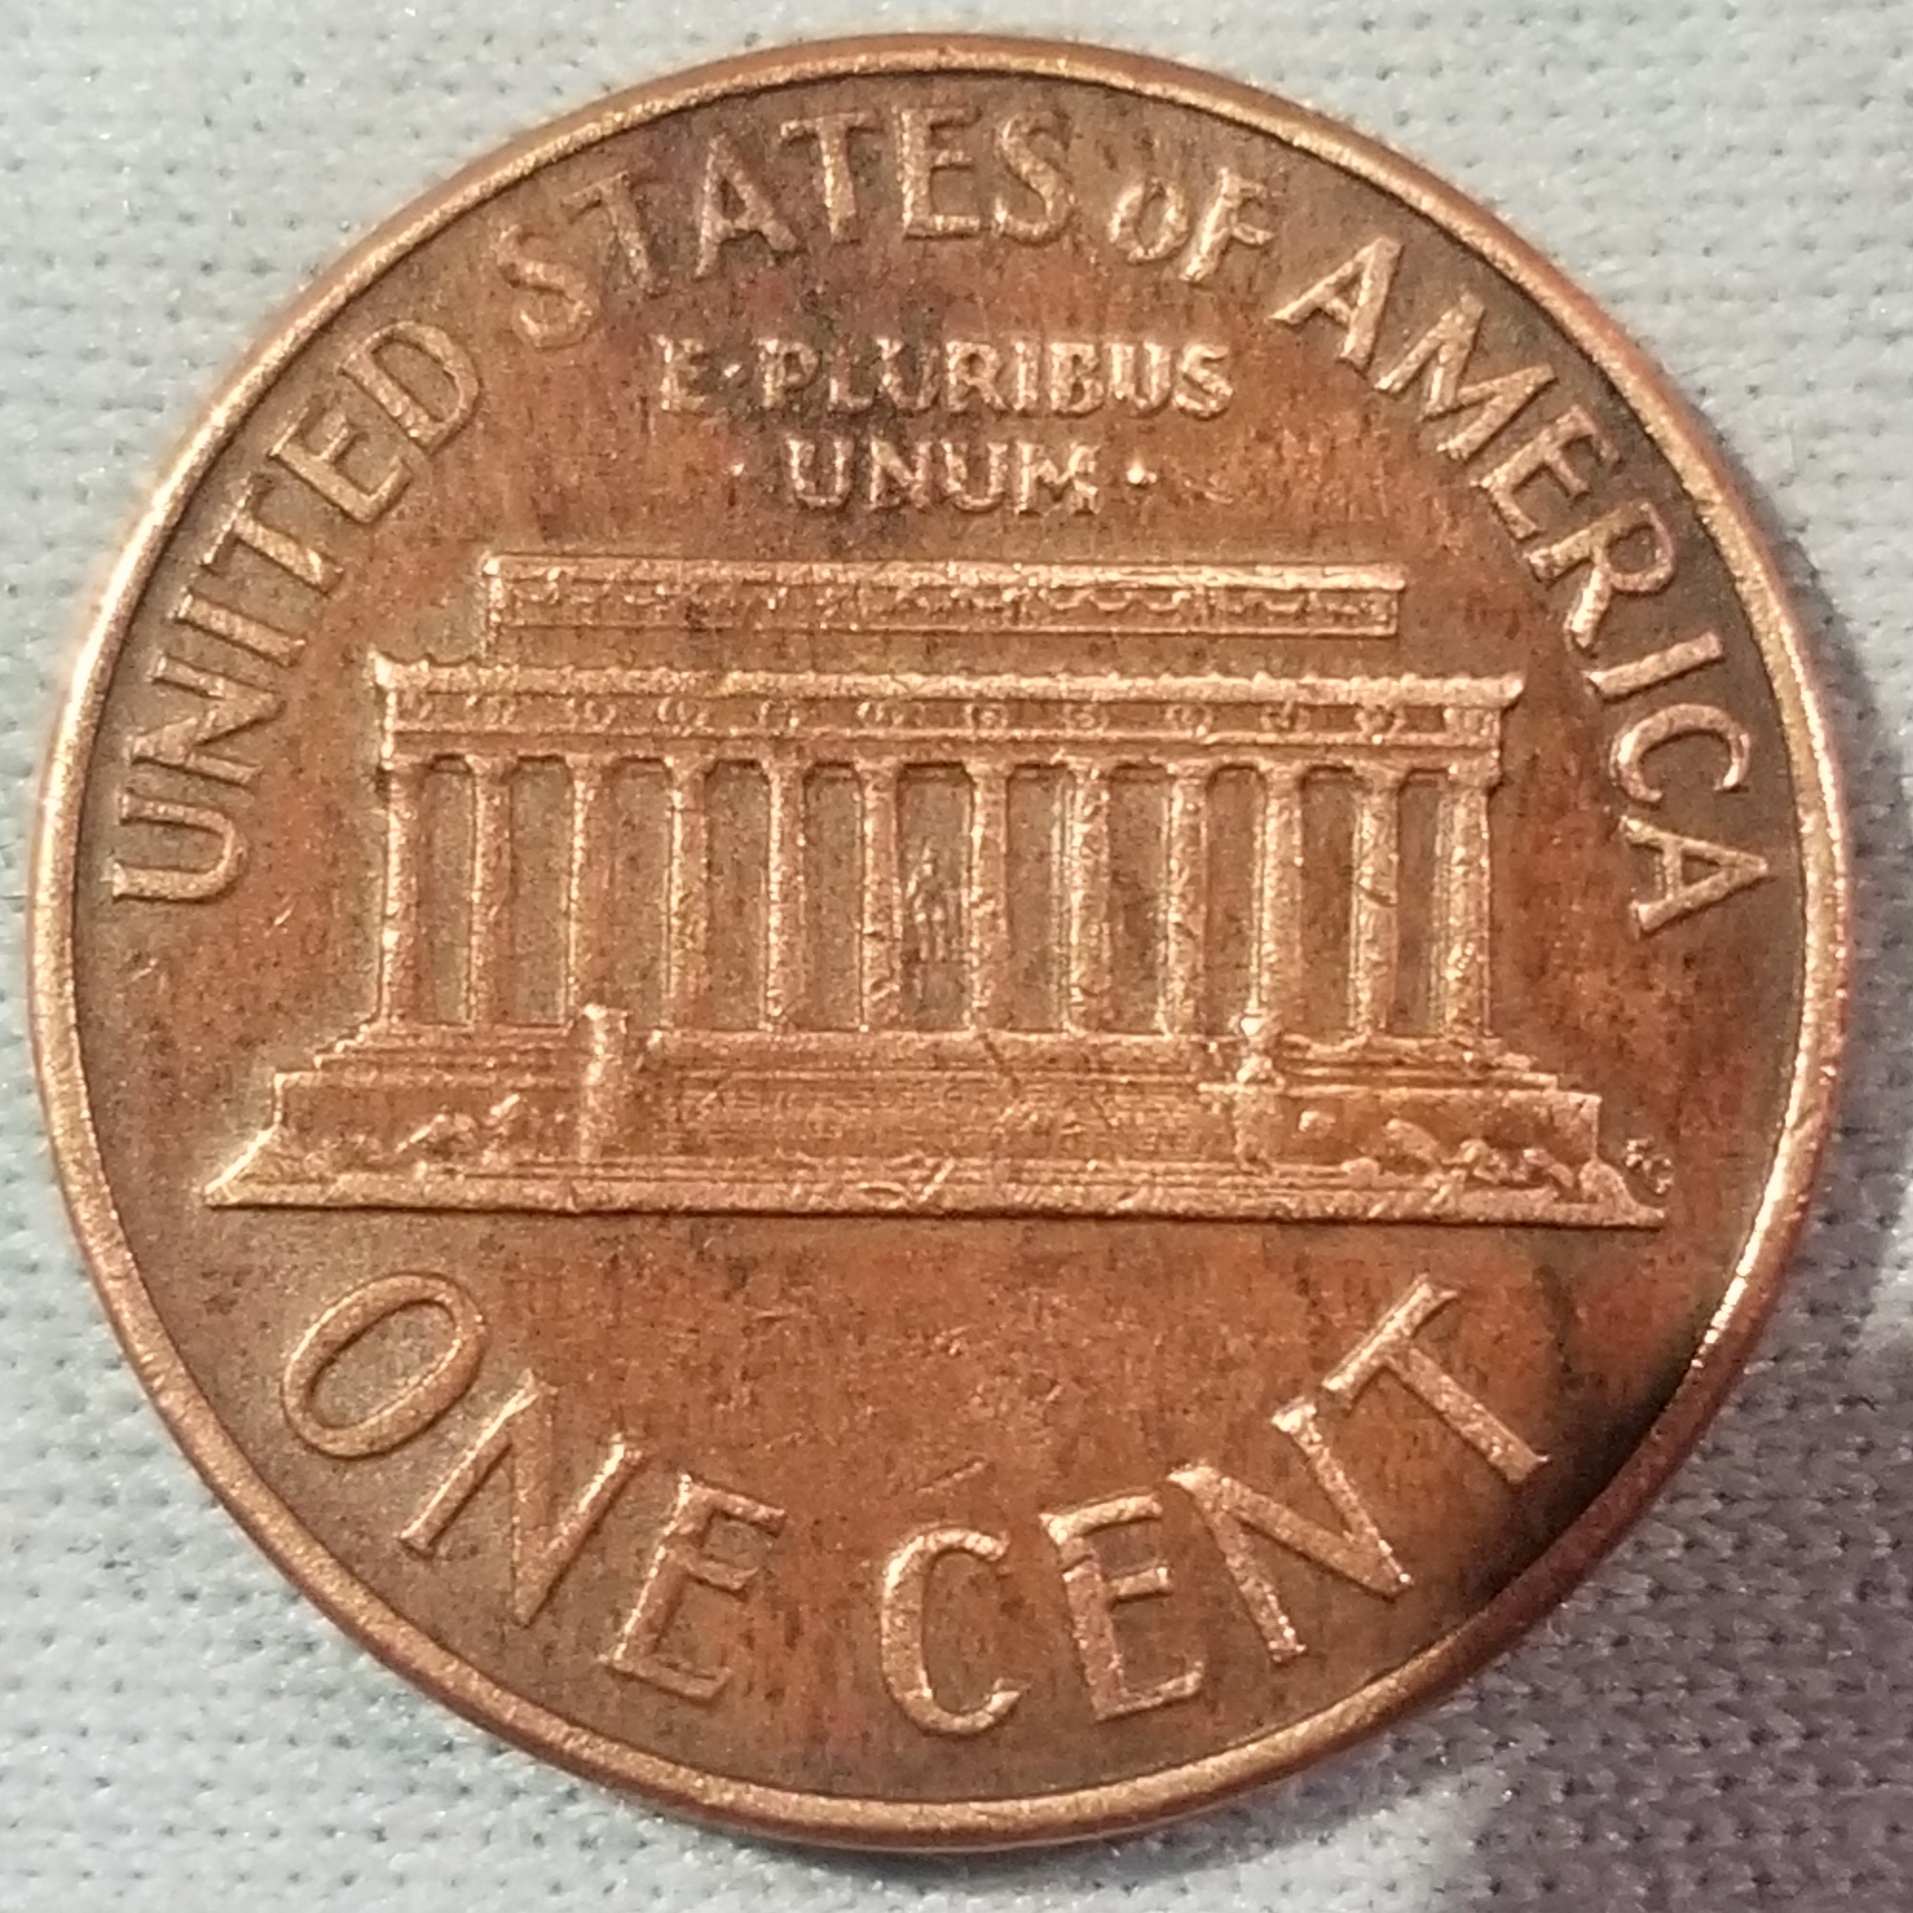 UNITED STATES OF AMERICA
E·PLURIBUS
·UNUM·
ONE CENT